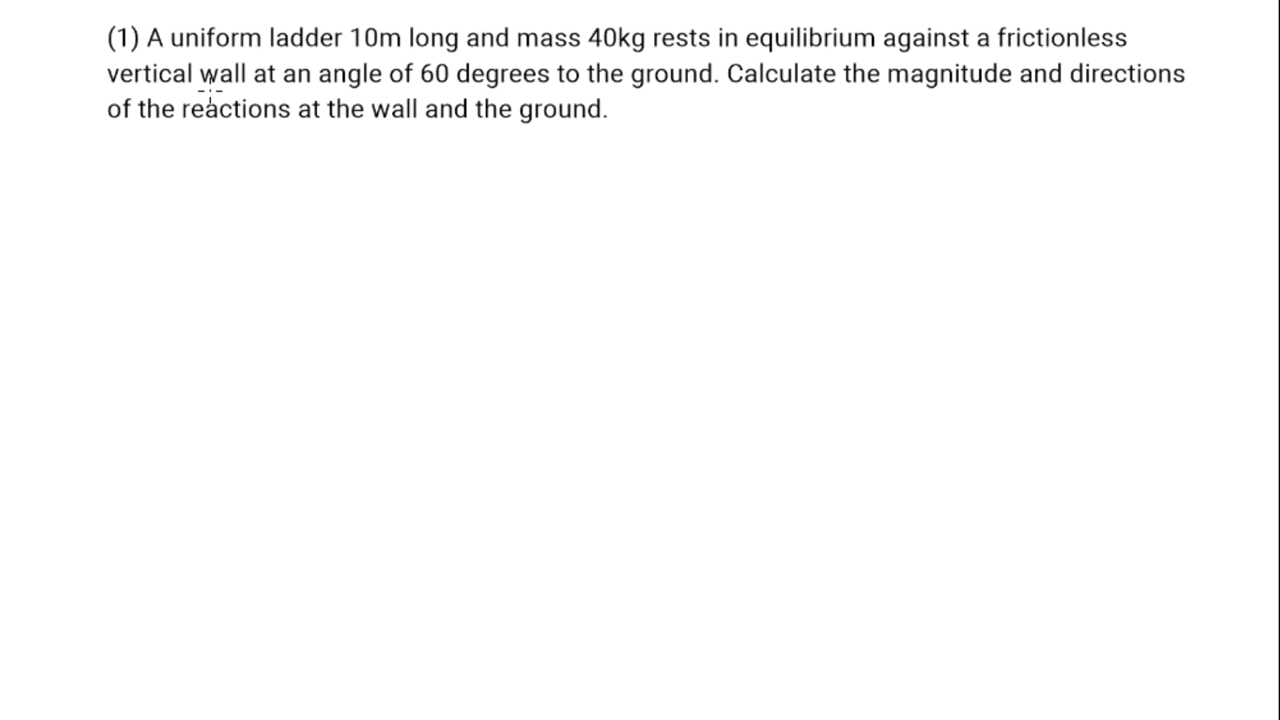 (1) A uniform ladder 10m long and mass 40kg rests in equilibrium against a frictionless
vertical wall at an angle of 60 degrees to the ground. Calculate the magnitude and directions
of the reactions at the wall and the ground.